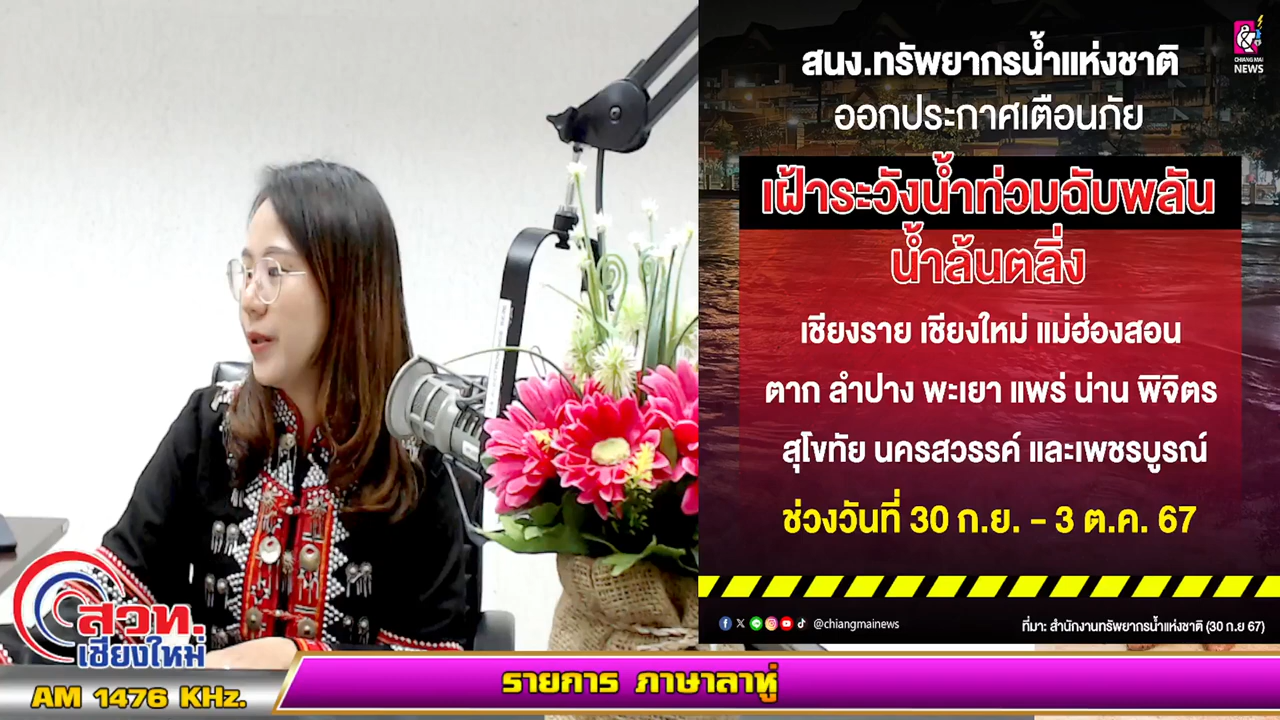 CHIANG MAI
NEWS
สนง.ทรัพยากรน้ำแห่งชาติ
ออกประกาศเตือนภัย
เฝ้าระวังน้ำท่วมฉับพลัน
น้ำล้นตลิ่ง
เชียงราย เชียงใหม่ แม่ฮ่องสอน
ตาก ลำปาง พะเยา แพร่ น่าน พิจิตร
สุโขทัย นครสวรรค์ และเพชรบูรณ์
ช่วงวันที่ 30 ก.ย. - 3 ต.ค. 67
@chiangmainews
ที่มา: สำนักงานทรัพยากรน้ำแห่งชาติ (30 ก.ย 67)
สวท.
เชียงใหม่
AM 1476 KHz.
รายการ ภาษาลาหู่